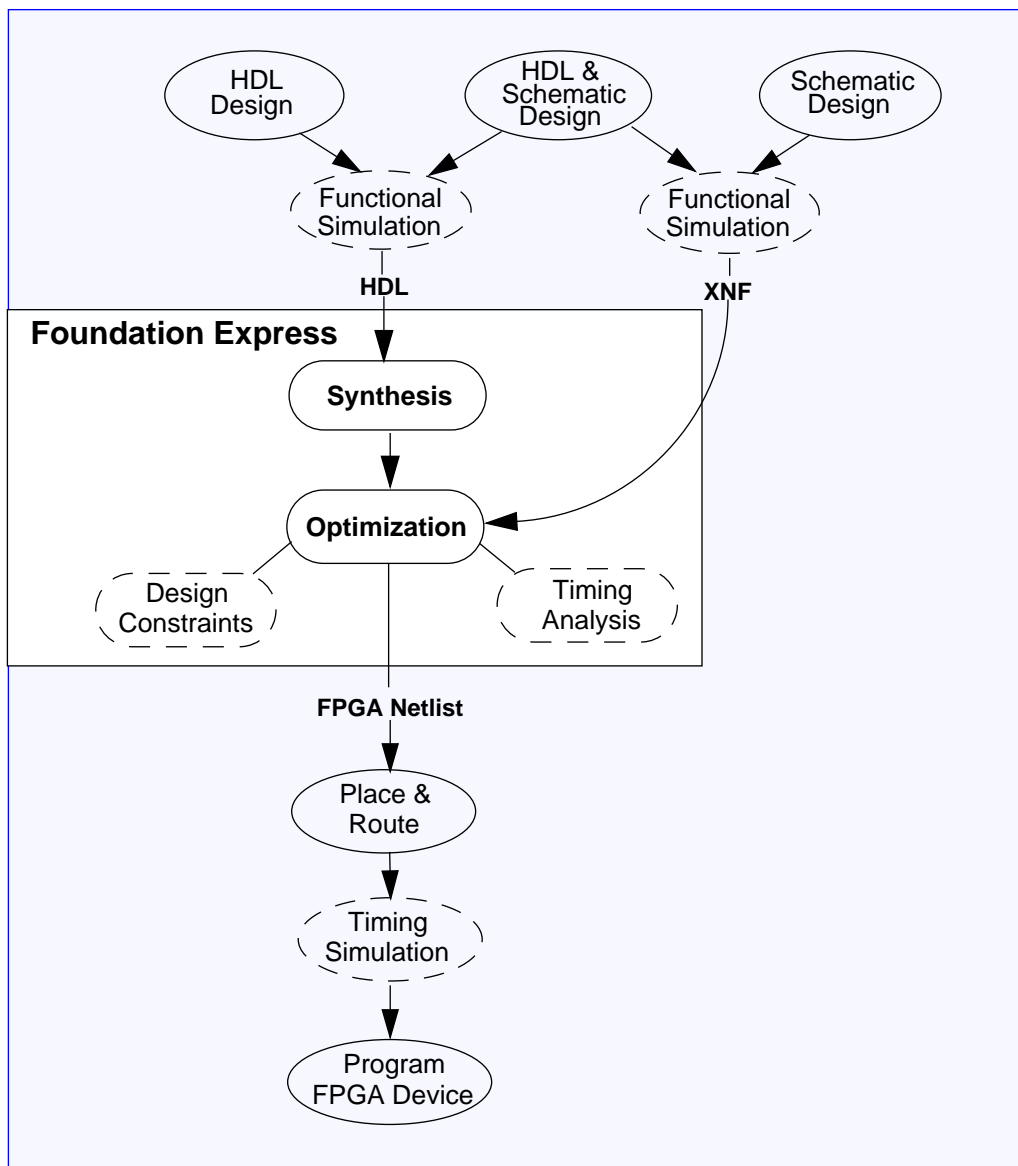 HDL
Design
HDL &
Schematic
Design
Schematic
Design
Functional
Simulation
Functional
Simulation
HDL
XNF
Foundation Express
Synthesis
Optimization
Design
Constraints
Timing
Analysis
FPGA Netlist
Place &
Route
Timing
Simulation
Program
FPGA Device